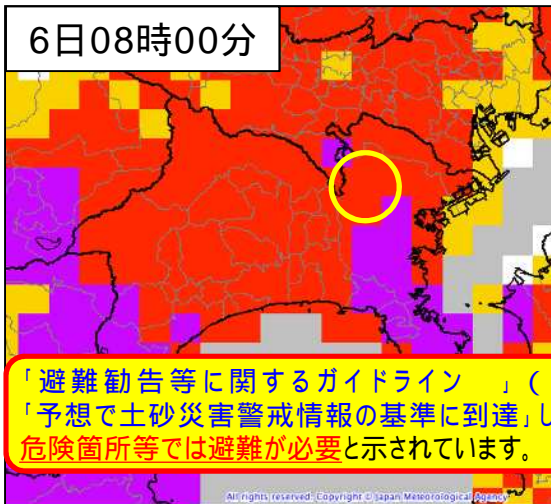 6日08時00分
「避難勧告等に関するガイドライン 」(
「予想で土砂災害警戒情報の基準に到達」し
危険箇所等では避難が必要と示されています。
All rights reserved. Copyright © Japan Meteorological Agency